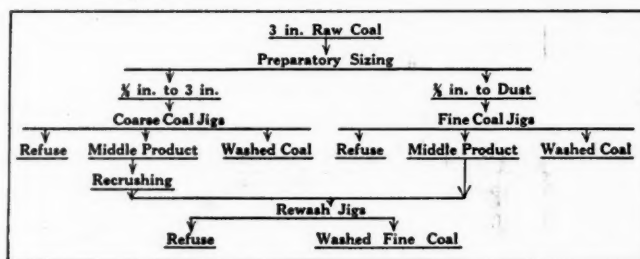 3 in. Raw Coal
Preparatory Sizing
⅜ in. to 3 in. ⅜ in. to Dust
Coarse Coal Jigs Fine Coal Jigs
Refuse Middle Product Washed Coal Refuse Middle Product Washed Coal
Recrushing
Rewash Jigs
Refuse Washed Fine Coal